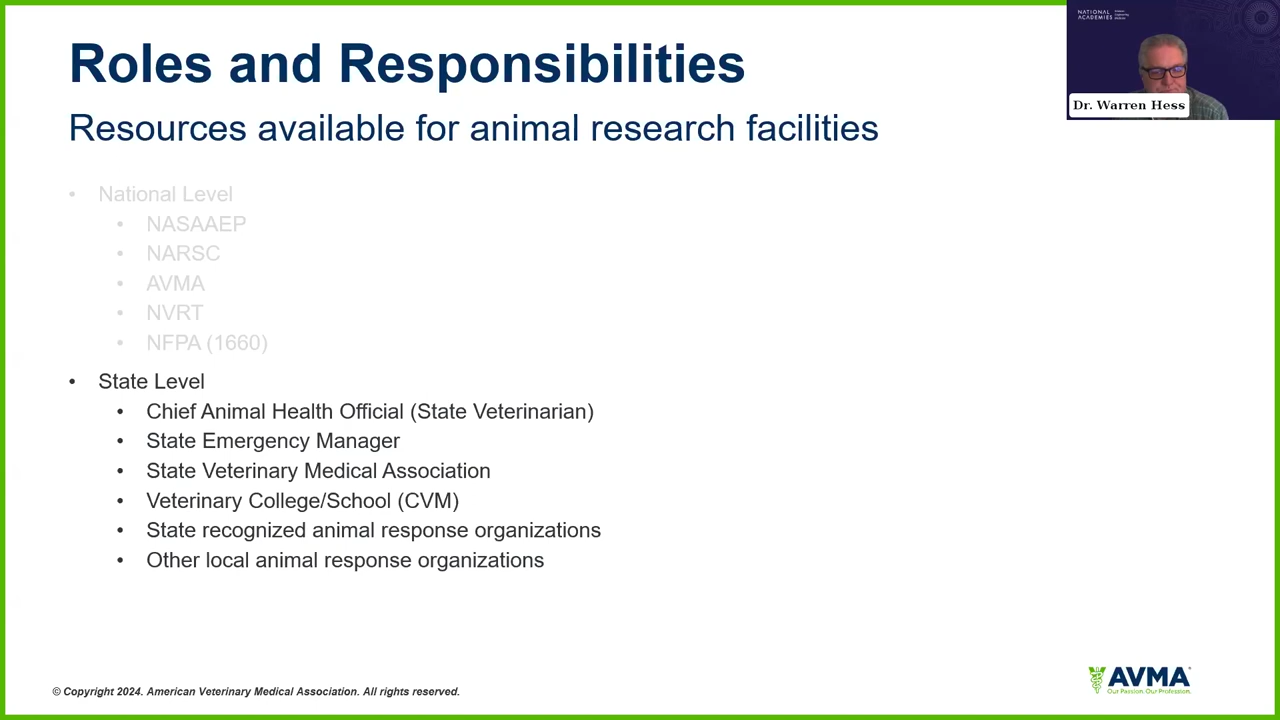 Roles and Responsibilities
Resources available for animal research facilities
• National Level
• NASAAEP
• NARSC
• AVMA
• NVRT
• NFPA (1660)
• State Level
• Chief Animal Health Official (State Veterinarian)
• State Emergency Manager
• State Veterinary Medical Association
• Veterinary College/School (CVM)
• State recognized animal response organizations
• Other local animal response organizations
© Copyright 2024. American Veterinary Medical Association. All rights reserved.
AVMA
Our Passion. Our Profession.
NATIONAL
ACADEMIES
Dr. Warren Hess